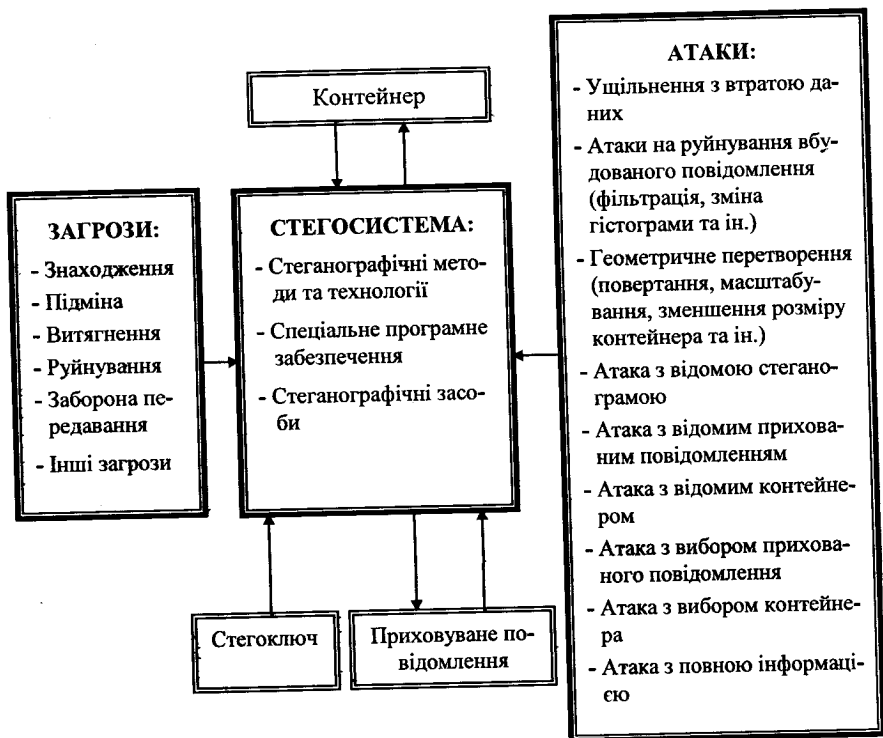 Контейнер
ЗАГРОЗИ:
- Знаходження
- Підміна
- Витягнення
- Руйнування
- Заборона пе-
редавання
- Інші загрози
СТЕГОСИСТЕМА:
- Стеганографічні мето-
ди та технології
- Спеціальне програмне
забезпечення
- Стеганографічні засо-
би
Стегоключ
Приховуване по-
відомлення
АТАКИ:
- Ущільнення з втратою да-
них
- Атаки на руйнування вбу-
дованого повідомлення
(фільтрація, зміна
гістограми та ін.)
- Геометричне перетворення
(повертання, масштабу-
вання, зменшення розміру
контейнера та ін.)
- Атака з відомою стегано-
грамою
- Атака з відомим прихова-
ним повідомленням
- Атака з відомим контейне-
ром
- Атака з вибором прихова-
ного повідомлення
- Атака з вибором контейне-
ра
- Атака з повною інформаці-
єю